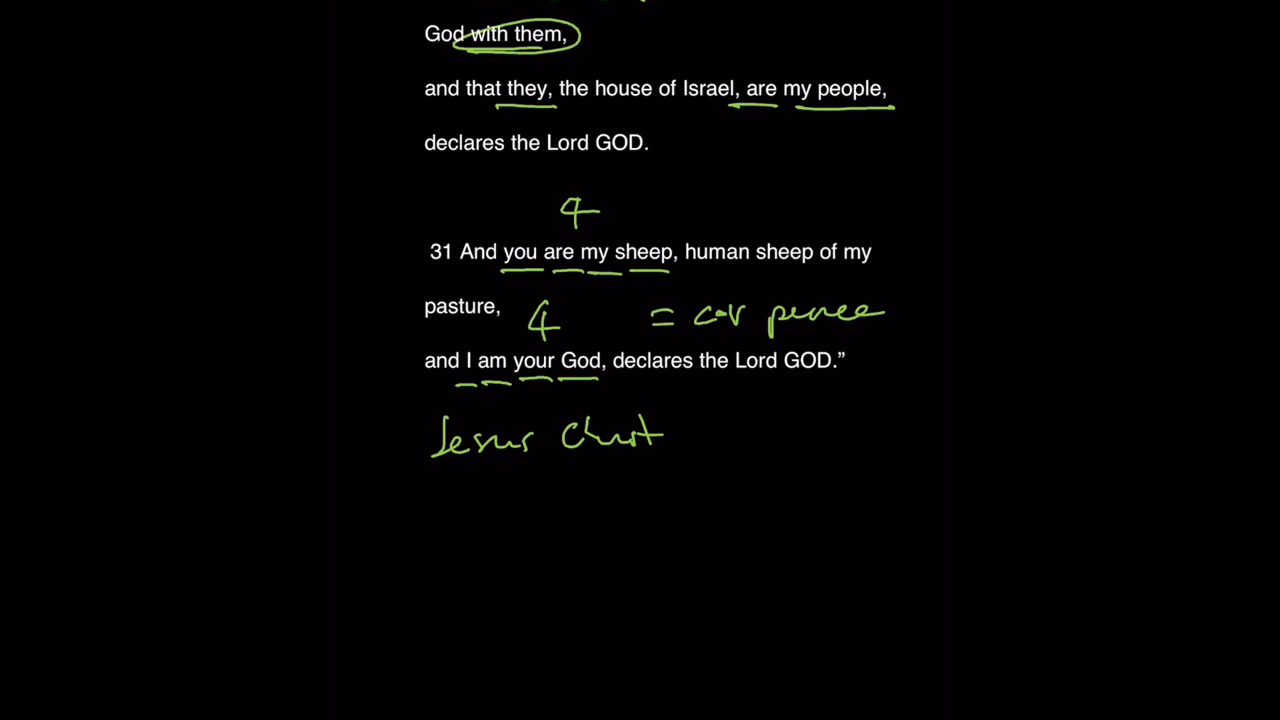 God with them,
and that they, the house of Israel, are my people,
declares the Lord GOD.
4
31 And you are my sheep, human sheep of my
pasture,
4 = cov peace
and I am your God, declares the Lord GOD.”
Jesus Christ